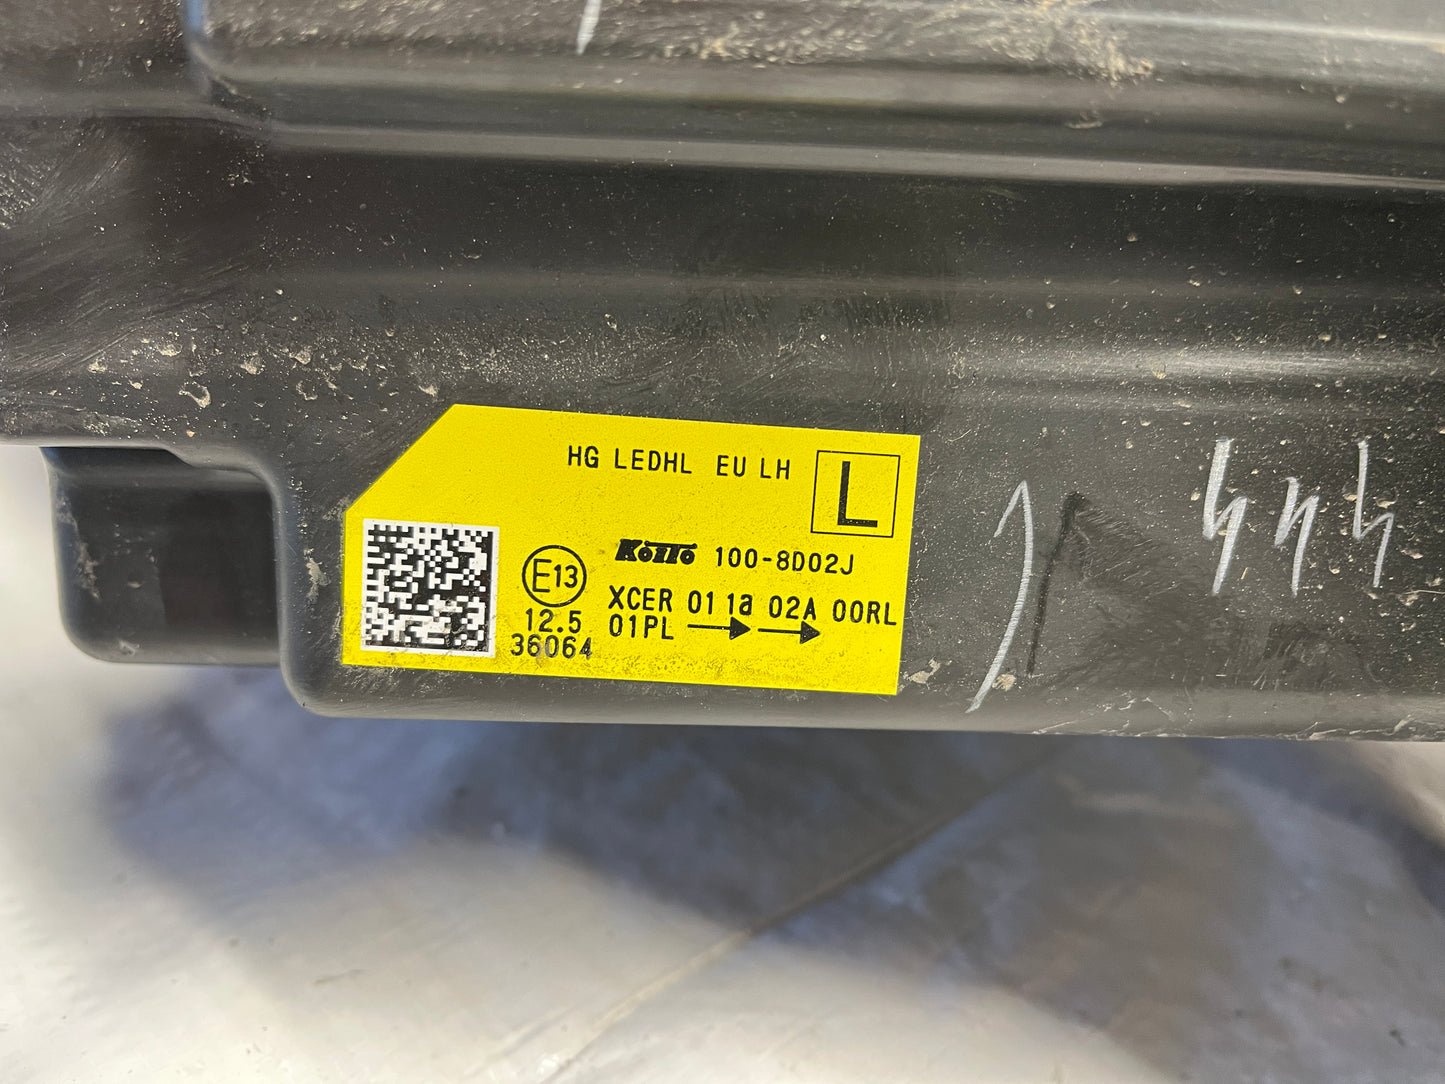 HG LEDHL EU LH
L
KOITO 100-8D02J
E13
XCER 01 1a 02A 00RL
12.5
01PL → →
36064